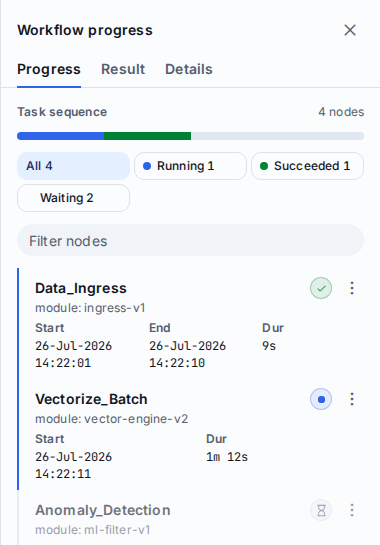 Workflow progress
Progress Result Details
Task sequence 4 nodes
All 4 Running 1 Succeeded 1
Waiting 2
Filter nodes
Data_Ingress
module: ingress-v1
Start End Dur
26-Jul-2026 26-Jul-2026 9s
14:22:01 14:22:10
Vectorize_Batch
module: vector-engine-v2
Start Dur
26-Jul-2026 1m 12s
14:22:11
Anomaly_Detection
module: ml-filter-v1